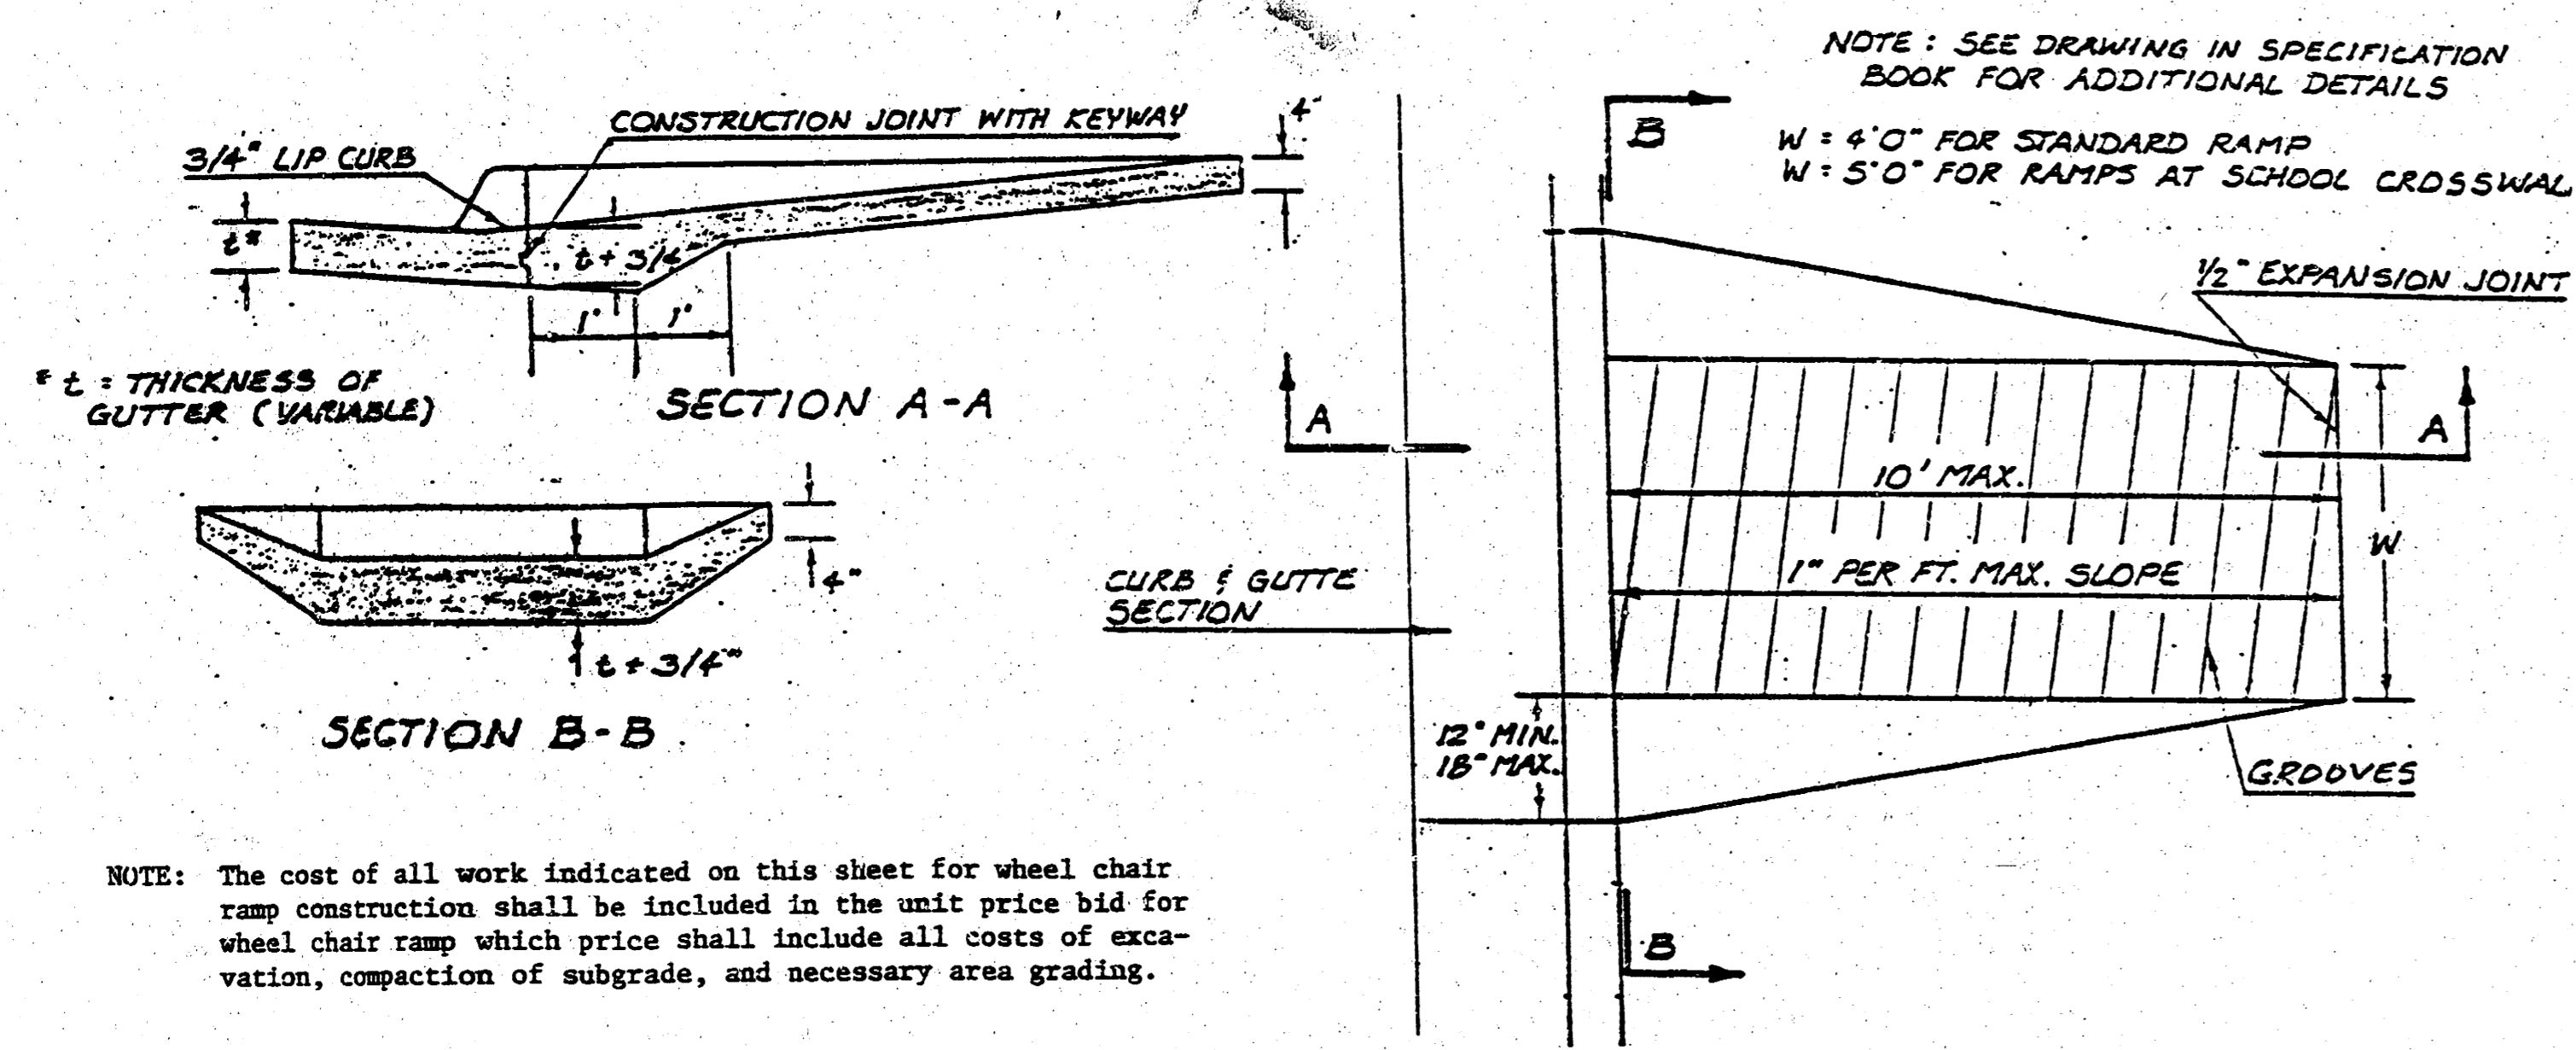 NOTE : SEE DRAWING IN SPECIFICATION
BOOK FOR ADDITIONAL DETAILS
W = 4'0" FOR STANDARD RAMP
W = 5'0" FOR RAMPS AT SCHOOL CROSSWAL
CONSTRUCTION JOINT WITH KEYWAY
3/4" LIP CURB
4"
t*
t + 3/4
1'
1'
* t = THICKNESS OF
GUTTER (VARIABLE)
SECTION A-A
4"
t + 3/4"
SECTION B-B
B
1/2" EXPANSION JOINT
A
A
10' MAX.
W
1" PER FT. MAX. SLOPE
CURB & GUTTE
SECTION
12" MIN.
18" MAX.
GROOVES
B
NOTE: The cost of all work indicated on this sheet for wheel chair
ramp construction shall be included in the unit price bid for
wheel chair ramp which price shall include all costs of exca-
vation, compaction of subgrade, and necessary area grading.